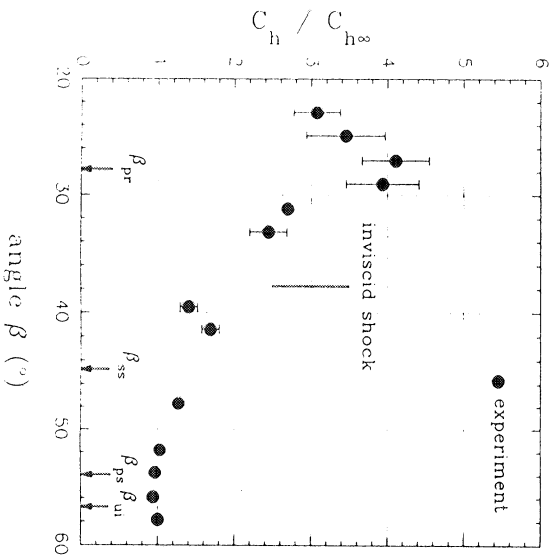 C_h / C_h∞
6
5
4
3
2
1
0
20
30
40
50
60
β_pr
β_ss
β_ps
β_ui
inviscid shock
experiment
angle β (°)